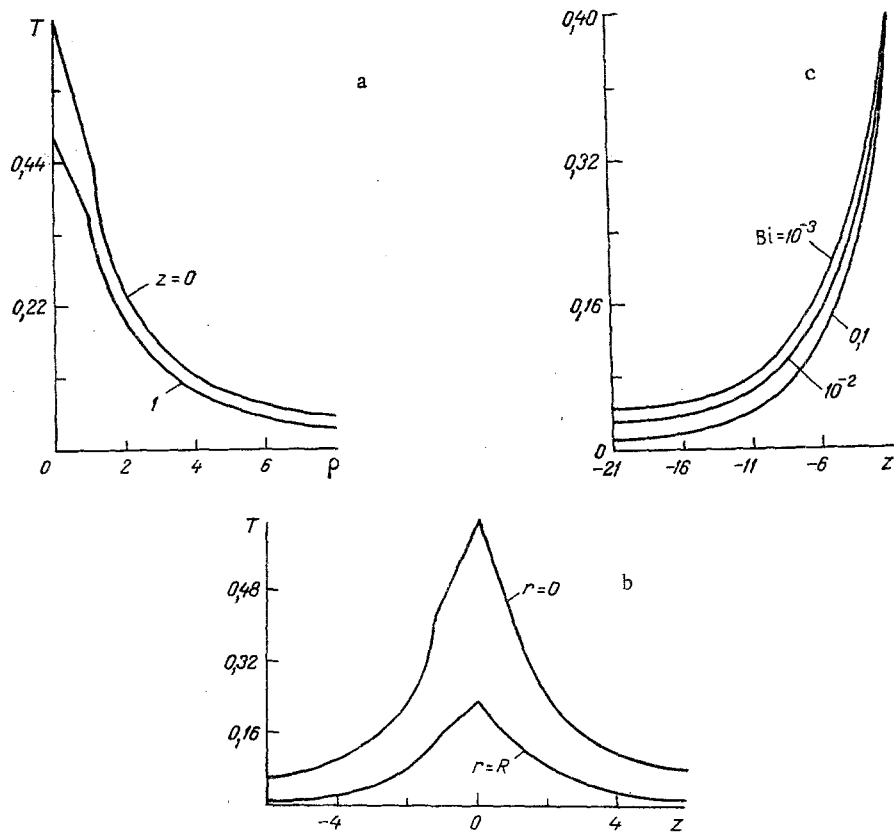 T
a
0,44
z=0
0,22
1
0 2 4 6 ρ
0,40
c
0,32
Bi=10⁻³
0,16
0,1
10⁻²
0
-21 -16 -11 -6 z
T
b
0,48
r=0
0,32
0,16
r=R
-4 0 4 z